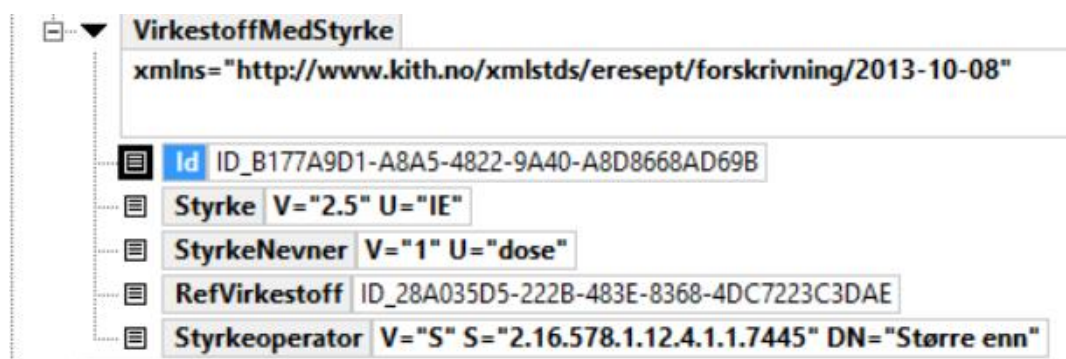 VirkestoffMedStyrke
xmlns="http://www.kith.no/xmlstds/eresept/forskrivning/2013-10-08"
Id ID_B177A9D1-A8A5-4822-9A40-A8D8668AD69B
Styrke V="2.5" U="IE"
StyrkeNevner V="1" U="dose"
RefVirkestoff ID_28A035D5-222B-483E-8368-4DC7223C3DAE
Styrkeoperator V="S" S="2.16.578.1.12.4.1.1.7445" DN="Større enn"